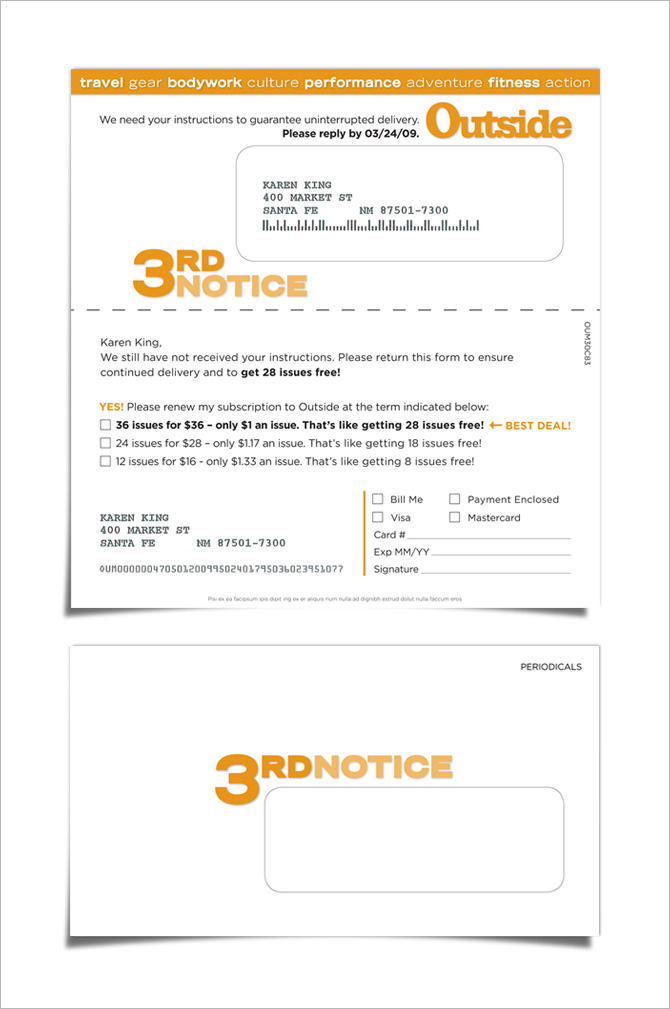 travel gear bodywork culture performance adventure fitness action
We need your instructions to guarantee uninterrupted delivery.
Please reply by 03/24/09.
Outside
KAREN KING
400 MARKET ST
SANTA FE NM 87501-7300
3RD
NOTICE
OUM30C83
Karen King,
We still have not received your instructions. Please return this form to ensure
continued delivery and to get 28 issues free!
YES! Please renew my subscription to Outside at the term indicated below:
36 issues for $36 – only $1 an issue. That's like getting 28 issues free! ← BEST DEAL!
24 issues for $28 – only $1.17 an issue. That's like getting 18 issues free!
12 issues for $16 - only $1.33 an issue. That's like getting 8 issues free!
KAREN KING
400 MARKET ST
SANTA FE NM 87501-7300
Bill Me Payment Enclosed
Visa Mastercard
Card #
Exp MM/YY
Signature
Pisi ex ea facipsum ipis dipit ing ex er aliquis num nulla ad dignibh estrud dolut nulla faccum eros
PERIODICALS
3RDNOTICE